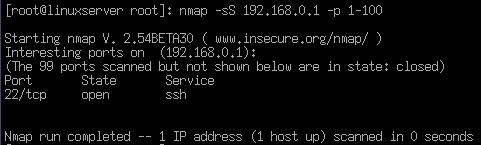 [root@linuxserver root]: nmap -sS 192.168.0.1 -p 1-100
Starting nmap V. 2.54BETA30 ( www.insecure.org/nmap/ )
Interesting ports on  (192.168.0.1):
(The 99 ports scanned but not shown below are in state: closed)
Port       State       Service
22/tcp     open        ssh
Nmap run completed -- 1 IP address (1 host up) scanned in 0 seconds